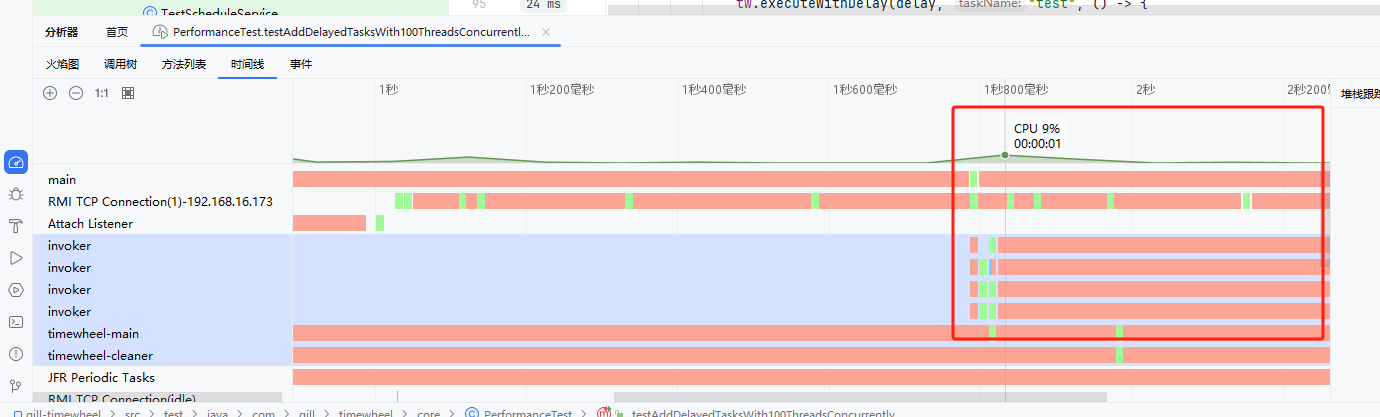 TestScheduleService
95
24 ms
tw.executeWithDelay(delay, taskName: "test", () -> {
分析器 首页 PerformanceTest.testAddDelayedTasksWith100ThreadsConcurrentl...
火焰图 调用树 方法列表 时间线 事件
1:1
1秒 1秒200毫秒 1秒400毫秒 1秒600毫秒 1秒800毫秒 2秒 2秒200
堆栈跟踪
CPU 9%
00:00:01
main
RMI TCP Connection(1)-192.168.16.173
Attach Listener
invoker
invoker
invoker
invoker
timewheel-main
timewheel-cleaner
JFR Periodic Tasks
RMI TCP Connection(idle)
gill-timewheel > src > test > java > com > gill > timewheel > core > PerformanceTest > testAddDelayedTasksWith100ThreadsConcurrently